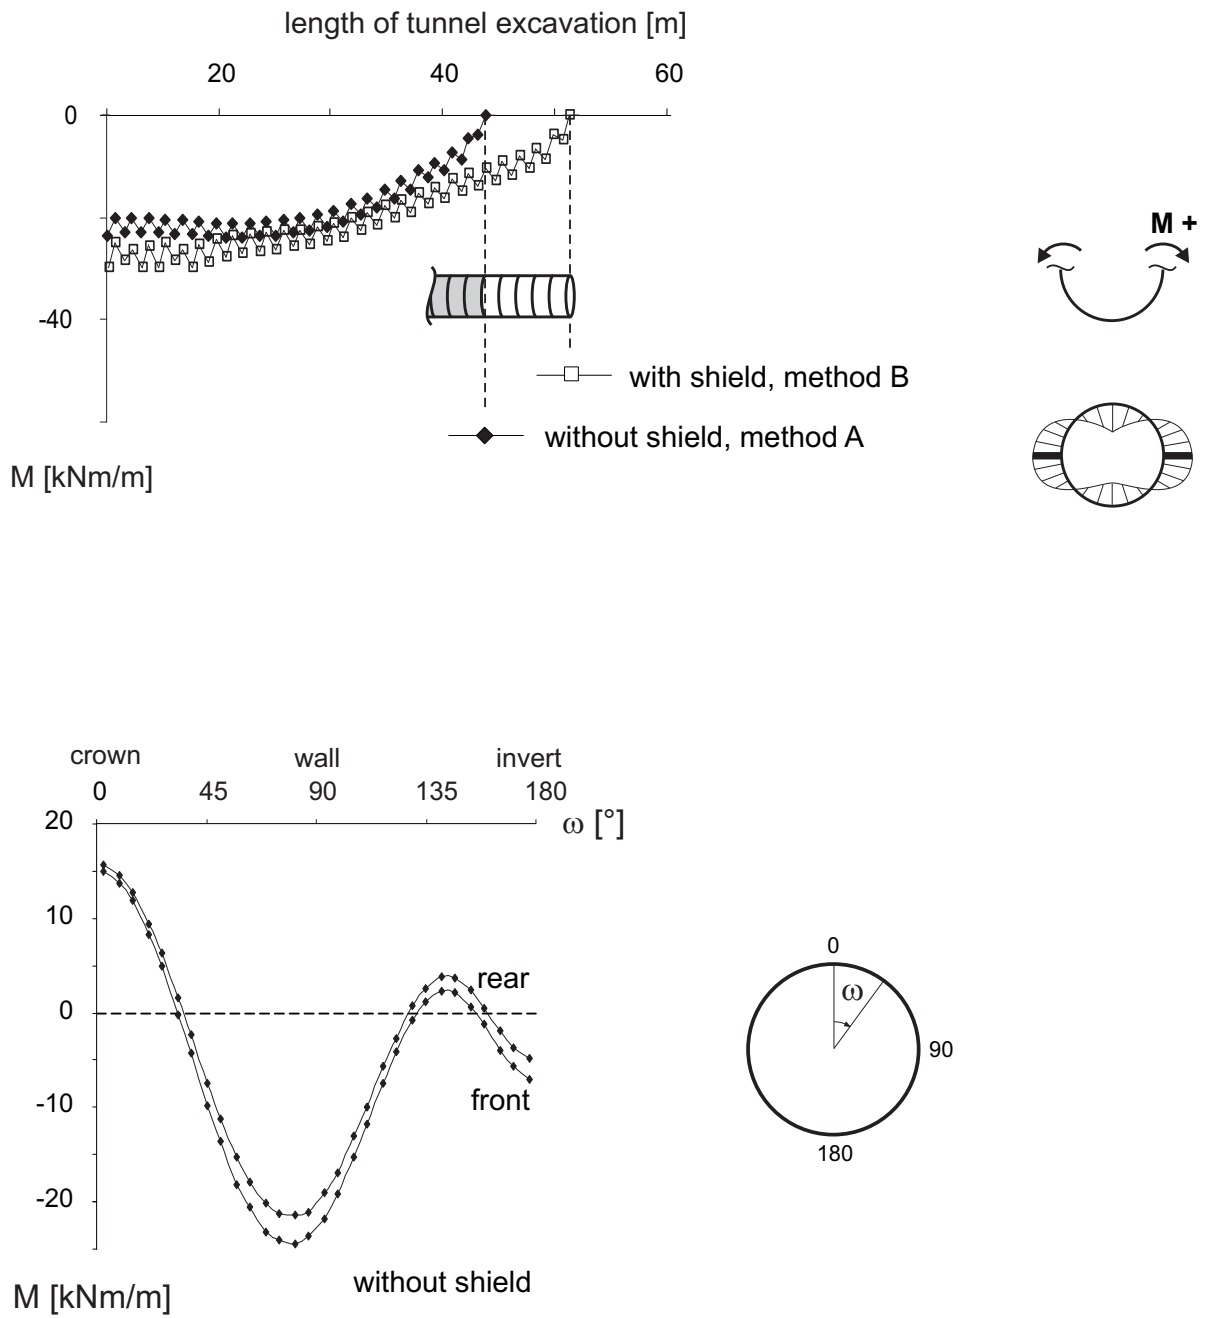 length of tunnel excavation [m]
20 40 60
0
M +
-40
with shield, method B
without shield, method A
M [kNm/m]
crown wall invert
0 45 90 135 180
20
ω [°]
10
0
rear
0
ω
90
front
-10
180
-20
without shield
M [kNm/m]